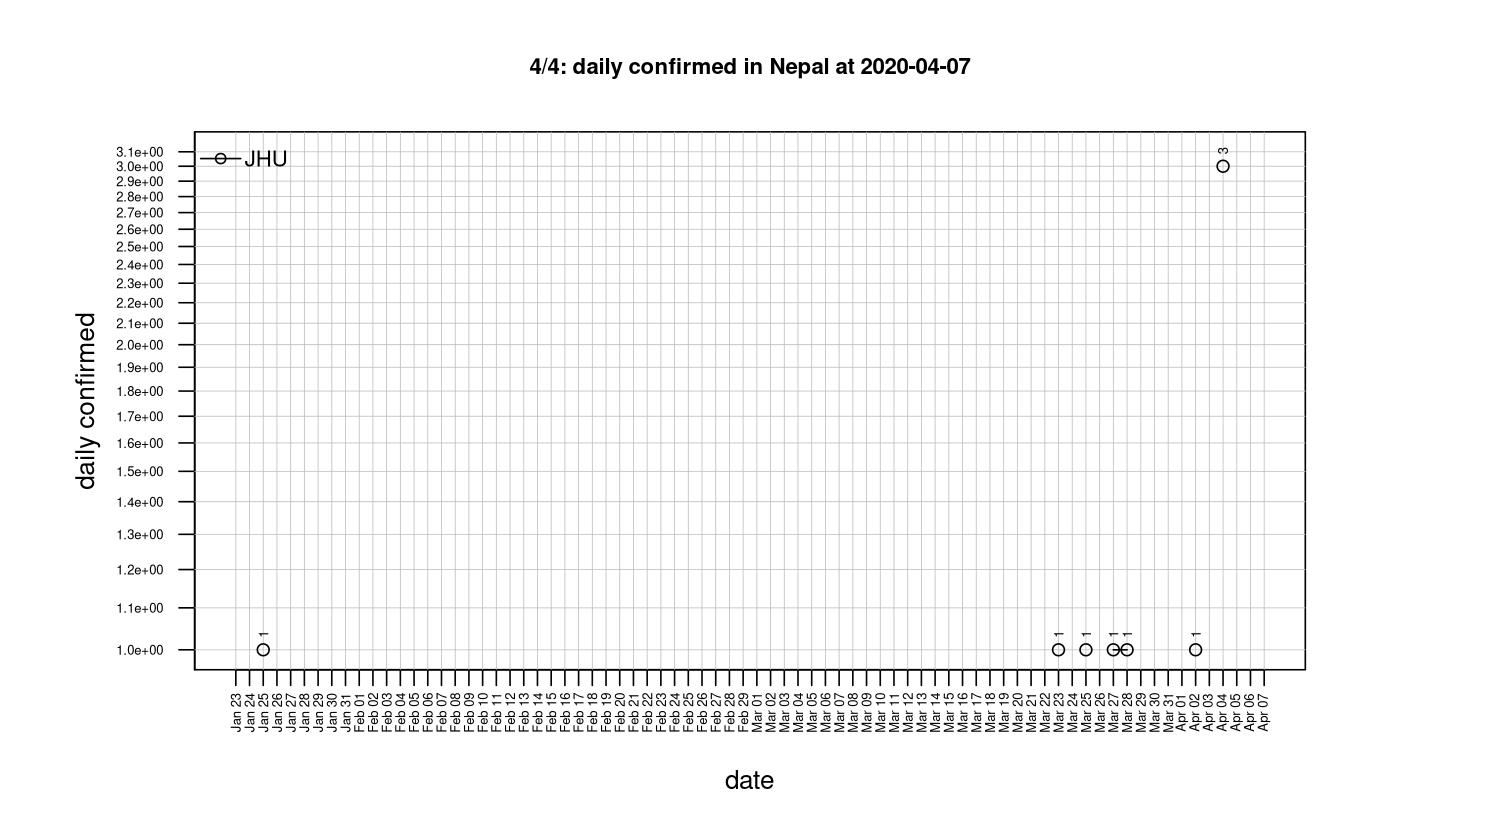 4/4: daily confirmed in Nepal at 2020-04-07
JHU
daily confirmed
3.1e+00
3.0e+00
2.9e+00
2.8e+00
2.7e+00
2.6e+00
2.5e+00
2.4e+00
2.3e+00
2.2e+00
2.1e+00
2.0e+00
1.9e+00
1.8e+00
1.7e+00
1.6e+00
1.5e+00
1.4e+00
1.3e+00
1.2e+00
1.1e+00
1.0e+00
1
1
1
1
1
1
3
Jan 23
Jan 24
Jan 25
Jan 26
Jan 27
Jan 28
Jan 29
Jan 30
Jan 31
Feb 01
Feb 02
Feb 03
Feb 04
Feb 05
Feb 06
Feb 07
Feb 08
Feb 09
Feb 10
Feb 11
Feb 12
Feb 13
Feb 14
Feb 15
Feb 16
Feb 17
Feb 18
Feb 19
Feb 20
Feb 21
Feb 22
Feb 23
Feb 24
Feb 25
Feb 26
Feb 27
Feb 28
Feb 29
Mar 01
Mar 02
Mar 03
Mar 04
Mar 05
Mar 06
Mar 07
Mar 08
Mar 09
Mar 10
Mar 11
Mar 12
Mar 13
Mar 14
Mar 15
Mar 16
Mar 17
Mar 18
Mar 19
Mar 20
Mar 21
Mar 22
Mar 23
Mar 24
Mar 25
Mar 26
Mar 27
Mar 28
Mar 29
Mar 30
Mar 31
Apr 01
Apr 02
Apr 03
Apr 04
Apr 05
Apr 06
Apr 07
date